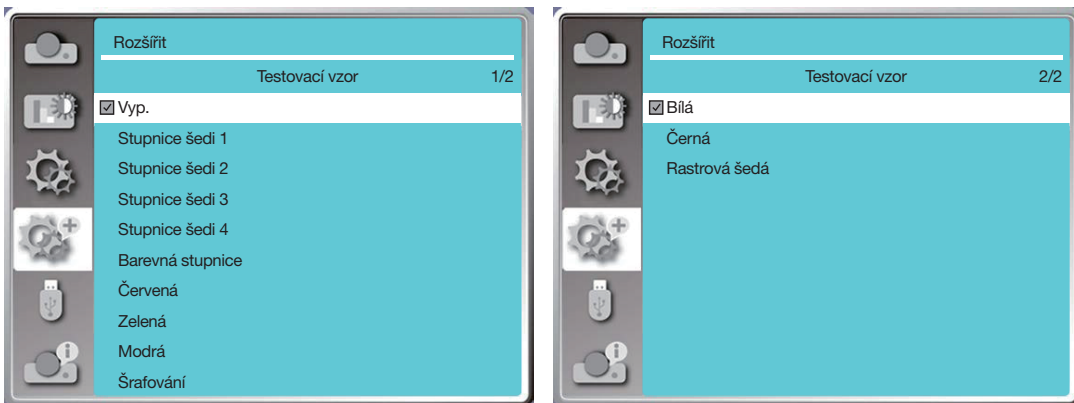 Rozšířit
Testovací vzor 1/2
Vyp.
Stupnice šedi 1
Stupnice šedi 2
Stupnice šedi 3
Stupnice šedi 4
Barevná stupnice
Červená
Zelená
Modrá
Šrafování
Rozšířit
Testovací vzor 2/2
Bílá
Černá
Rastrová šedá